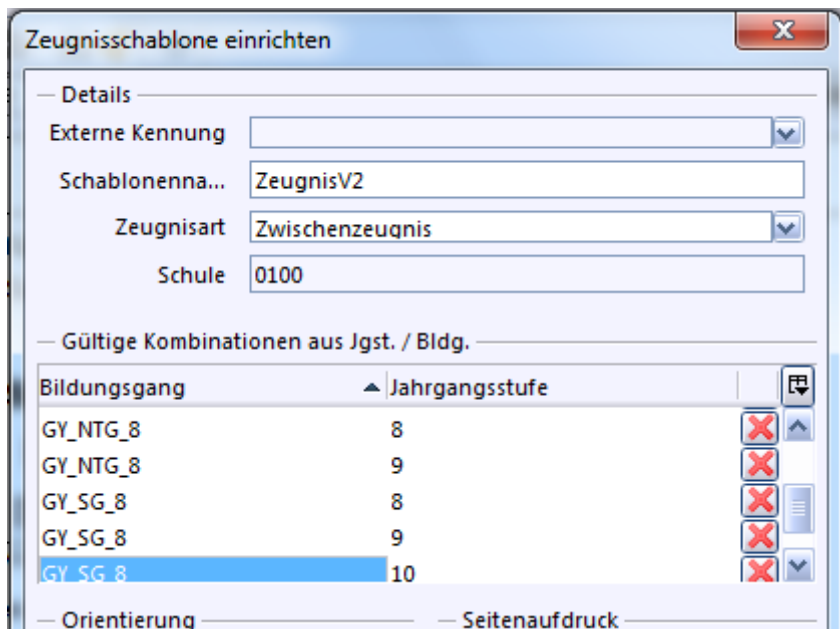 Zeugnisschablone einrichten
Details
Externe Kennung
Schablonenna... ZeugnisV2
Zeugnisart Zwischenzeugnis
Schule 0100
Gültige Kombinationen aus Jgst. / Bldg.
Bildungsgang Jahrgangsstufe
GY_NTG_8 8
GY_NTG_8 9
GY_SG_8 8
GY_SG_8 9
GY_SG_8 10
Orientierung Seitenaufdruck